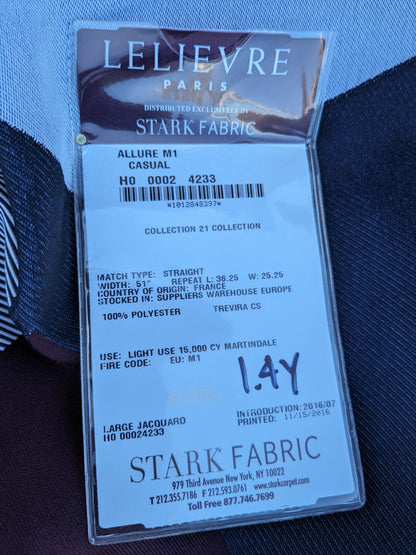 LELIEVRE
PARIS
DISTRIBUTED EXCLUSIVELY BY
STARK FABRIC
ALLURE M1
CASUAL
H0 0002 4233
*1012848397*
COLLECTION 21 COLLECTION
MATCH TYPE: STRAIGHT
WIDTH: 51" REPEAT L: 36.25 W: 25.25
COUNTRY OF ORIGIN: FRANCE
STOCKED IN: SUPPLIERS WAREHOUSE EUROPE
100% POLYESTER TREVIRA CS
USE: LIGHT USE 15,000 CY MARTINDALE
FIRE CODE: EU: M1
1.4Y
LARGE JACQUARD
H0 00024233
INTRODUCTION: 2016/07
PRINTED: 11/15/2016
STARK FABRIC
979 Third Avenue New York, NY 10022
T 212.355.7186 F 212.593.0761 www.starkcarpet.com
Toll Free 877.746.7699